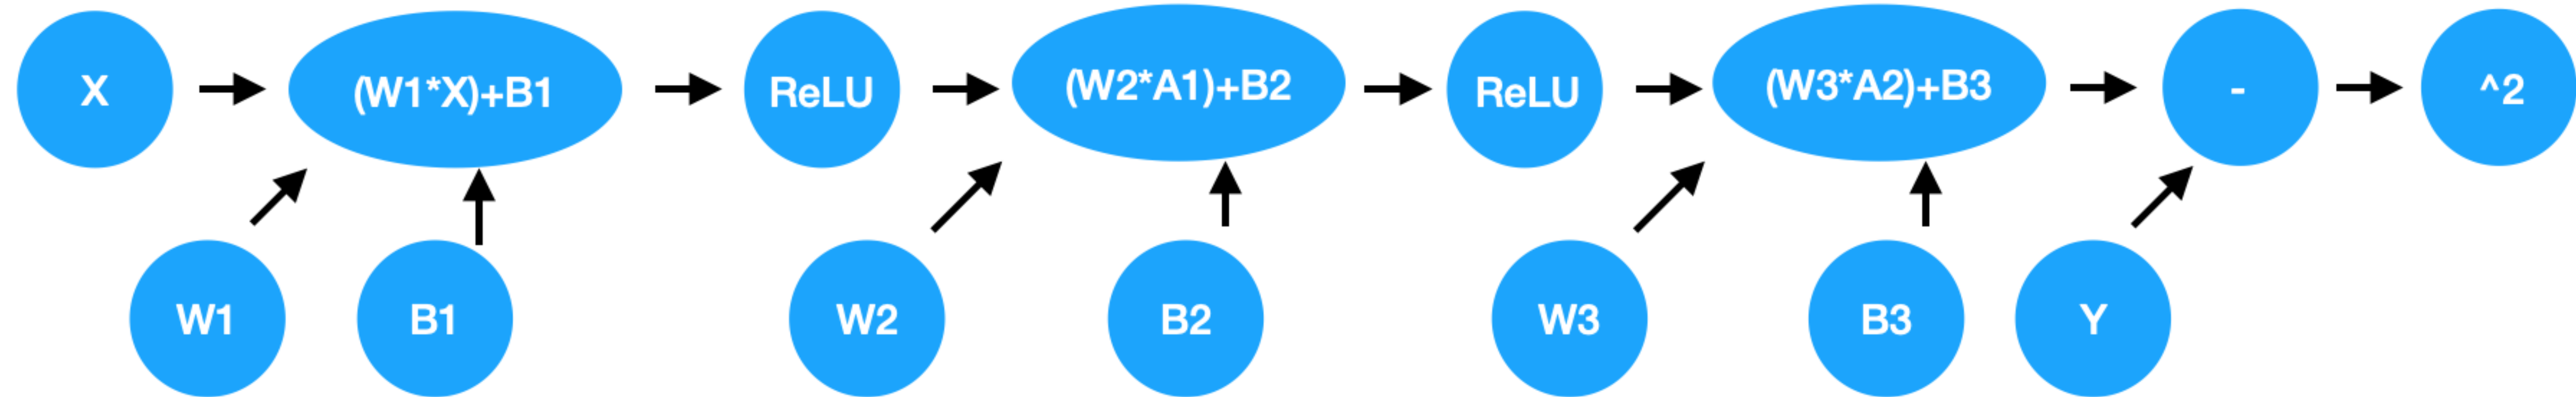 X
(W1*X)+B1
ReLU
(W2*A1)+B2
ReLU
(W3*A2)+B3
-
^2
W1
B1
W2
B2
W3
B3
Y